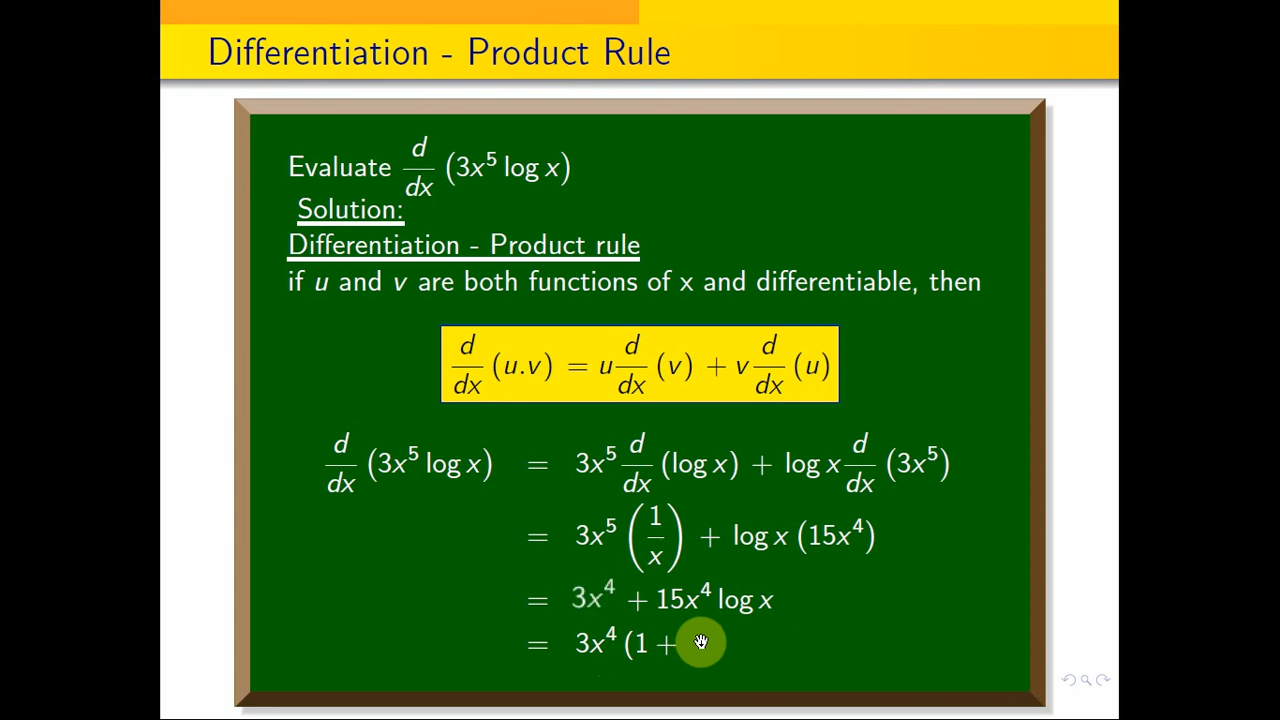 Differentiation - Product Rule
Evaluate d/dx (3x⁵ log x)
Solution:
Differentiation - Product rule
if u and v are both functions of x and differentiable, then
d/dx (u.v) = u d/dx (v) + v d/dx (u)
d/dx (3x⁵ log x) = 3x⁵ d/dx (log x) + log x d/dx (3x⁵)
= 3x⁵ (1/x) + log x (15x⁴)
= 3x⁴ + 15x⁴ log x
= 3x⁴ (1 +